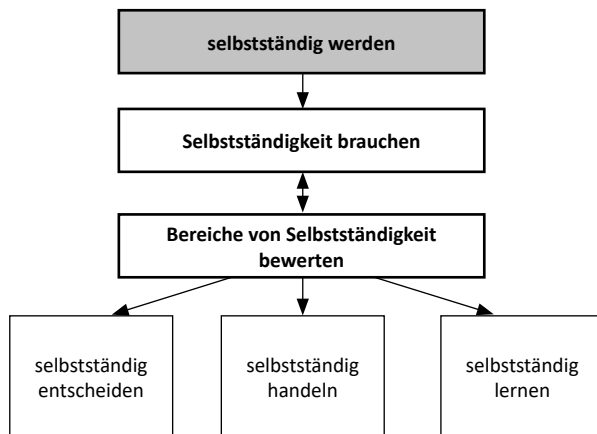 selbstständig werden
Selbstständigkeit brauchen
Bereiche von Selbstständigkeit
bewerten
selbstständig
entscheiden
selbstständig
handeln
selbstständig
lernen